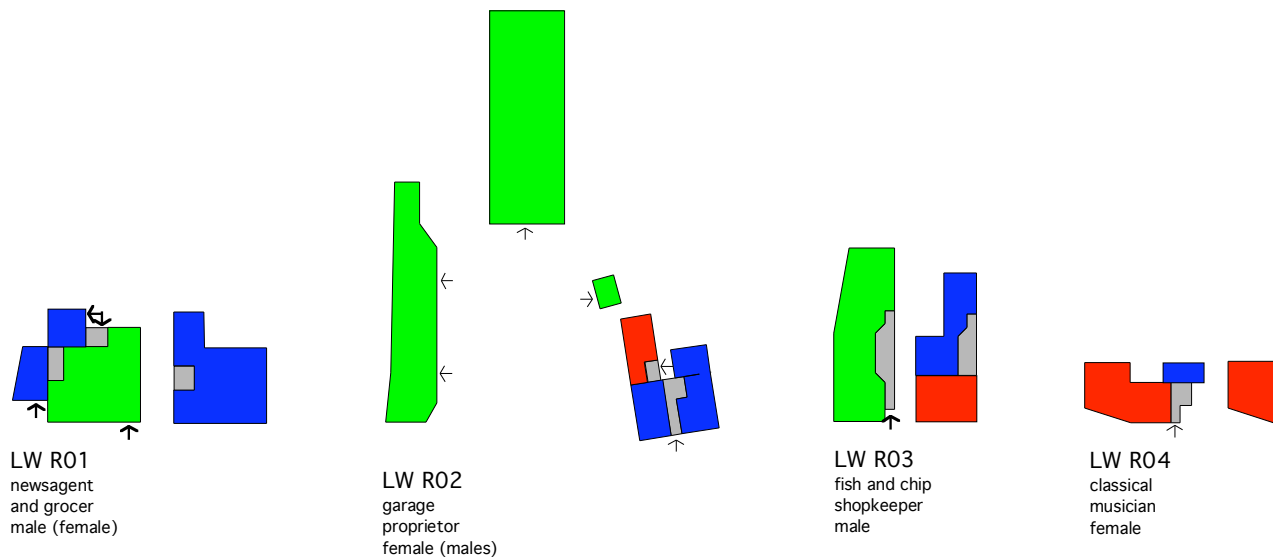 LW R01
newsagent
and grocer
male (female)
LW R02
garage
proprietor
female (males)
LW R03
fish and chip
shopkeeper
male
LW R04
classical
musician
female